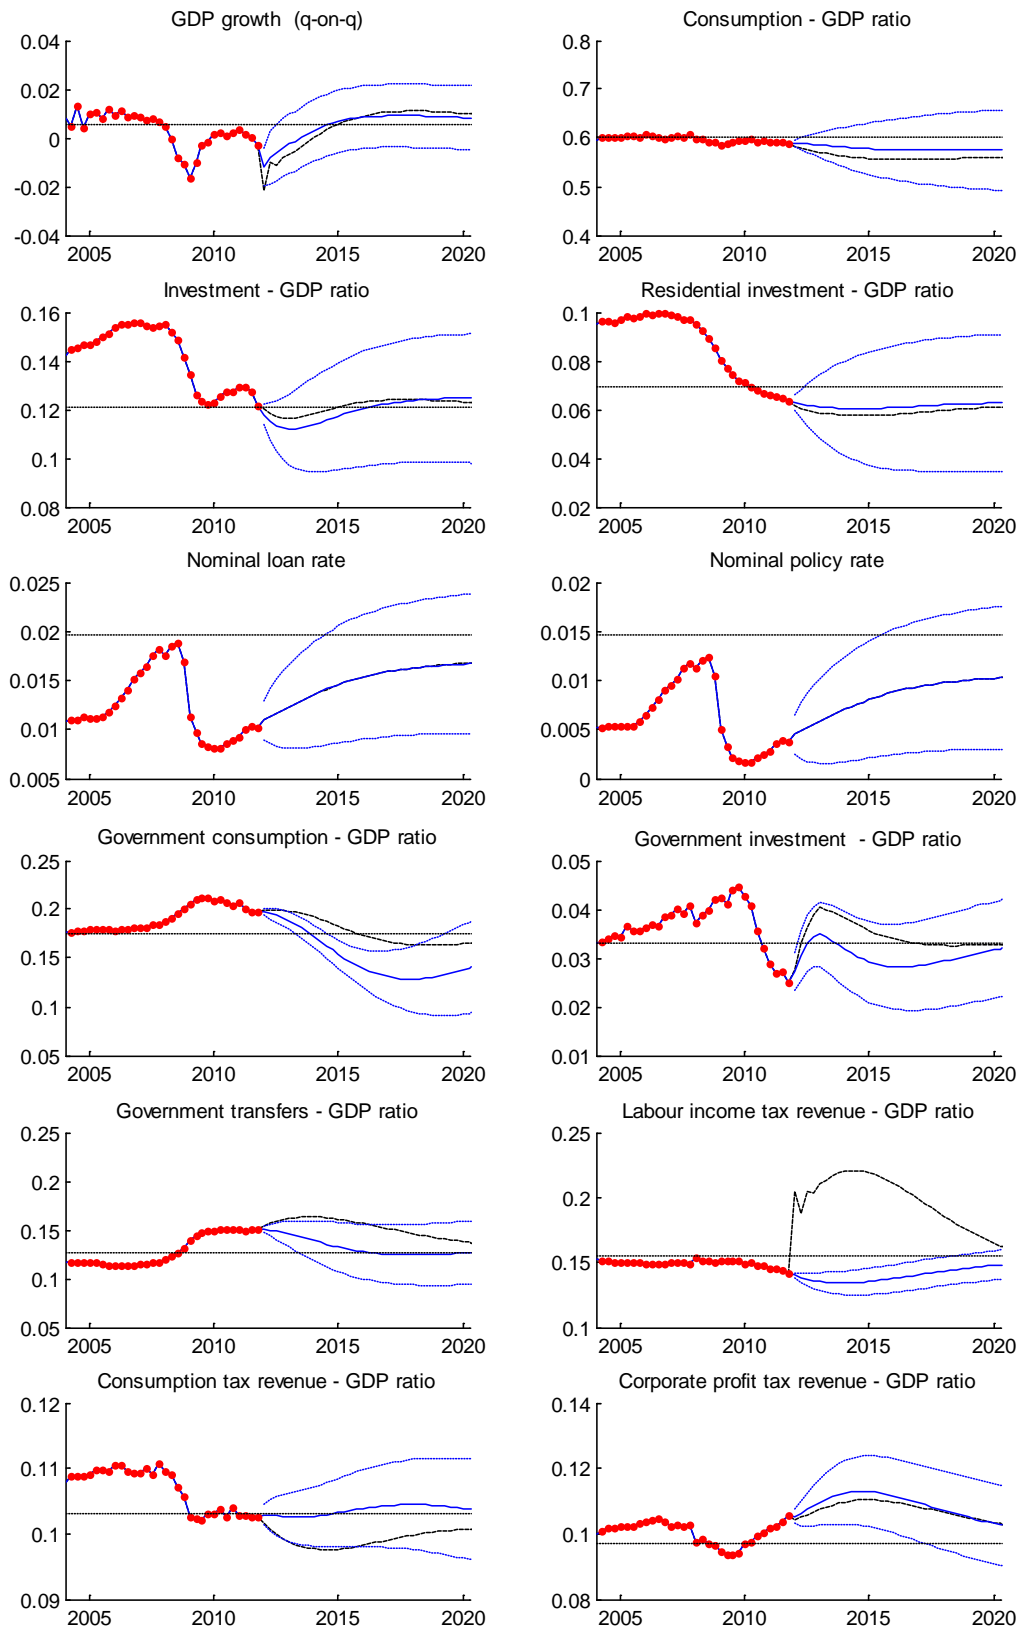 GDP growth (q-on-q)
0.04
0.02
0
-0.02
-0.04
2005 2010 2015 2020
Consumption - GDP ratio
0.8
0.7
0.6
0.5
0.4
2005 2010 2015 2020
Investment - GDP ratio
0.16
0.14
0.12
0.1
0.08
2005 2010 2015 2020
Residential investment - GDP ratio
0.1
0.08
0.06
0.04
0.02
2005 2010 2015 2020
Nominal loan rate
0.025
0.02
0.015
0.01
0.005
2005 2010 2015 2020
Nominal policy rate
0.02
0.015
0.01
0.005
0
2005 2010 2015 2020
Government consumption - GDP ratio
0.25
0.2
0.15
0.1
0.05
2005 2010 2015 2020
Government investment - GDP ratio
0.05
0.04
0.03
0.02
0.01
2005 2010 2015 2020
Government transfers - GDP ratio
0.25
0.2
0.15
0.1
0.05
2005 2010 2015 2020
Labour income tax revenue - GDP ratio
0.25
0.2
0.15
0.1
2005 2010 2015 2020
Consumption tax revenue - GDP ratio
0.12
0.11
0.1
0.09
2005 2010 2015 2020
Corporate profit tax revenue - GDP ratio
0.14
0.12
0.1
0.08
2005 2010 2015 2020